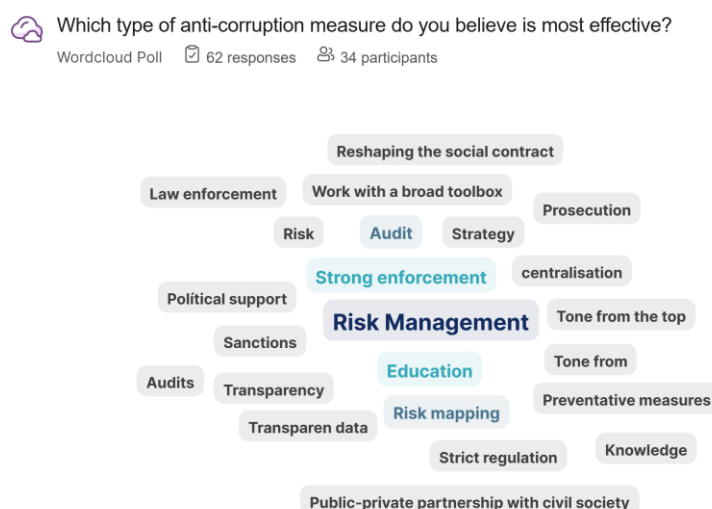 Which type of anti-corruption measure do you believe is most effective?
Wordcloud Poll 62 responses 34 participants
Reshaping the social contract
Law enforcement
Work with a broad toolbox
Prosecution
Risk
Audit
Strategy
Strong enforcement
centralisation
Polítical support
Risk Management
Tone from the top
Sanctions
Tone from
Education
Audits
Transparency
Preventative measures
Risk mapping
Transparen data
Strict regulation
Knowledge
Public-private partnership with civil society